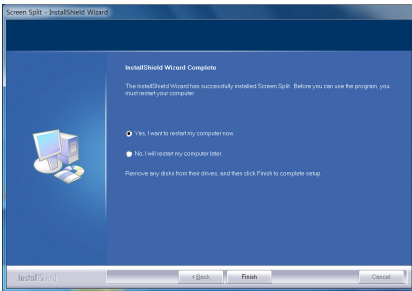 Screen Split - InstallShield Wizard
InstallShield Wizard Complete
The InstallShield Wizard has successfully installed Screen Split. Before you can use the program, you
must restart your computer.
Yes, I want to restart my computer now.
No, I will restart my computer later.
Remove any disks from their drives, and then click Finish to complete setup.
InstallShield
< Back
Finish
Cancel